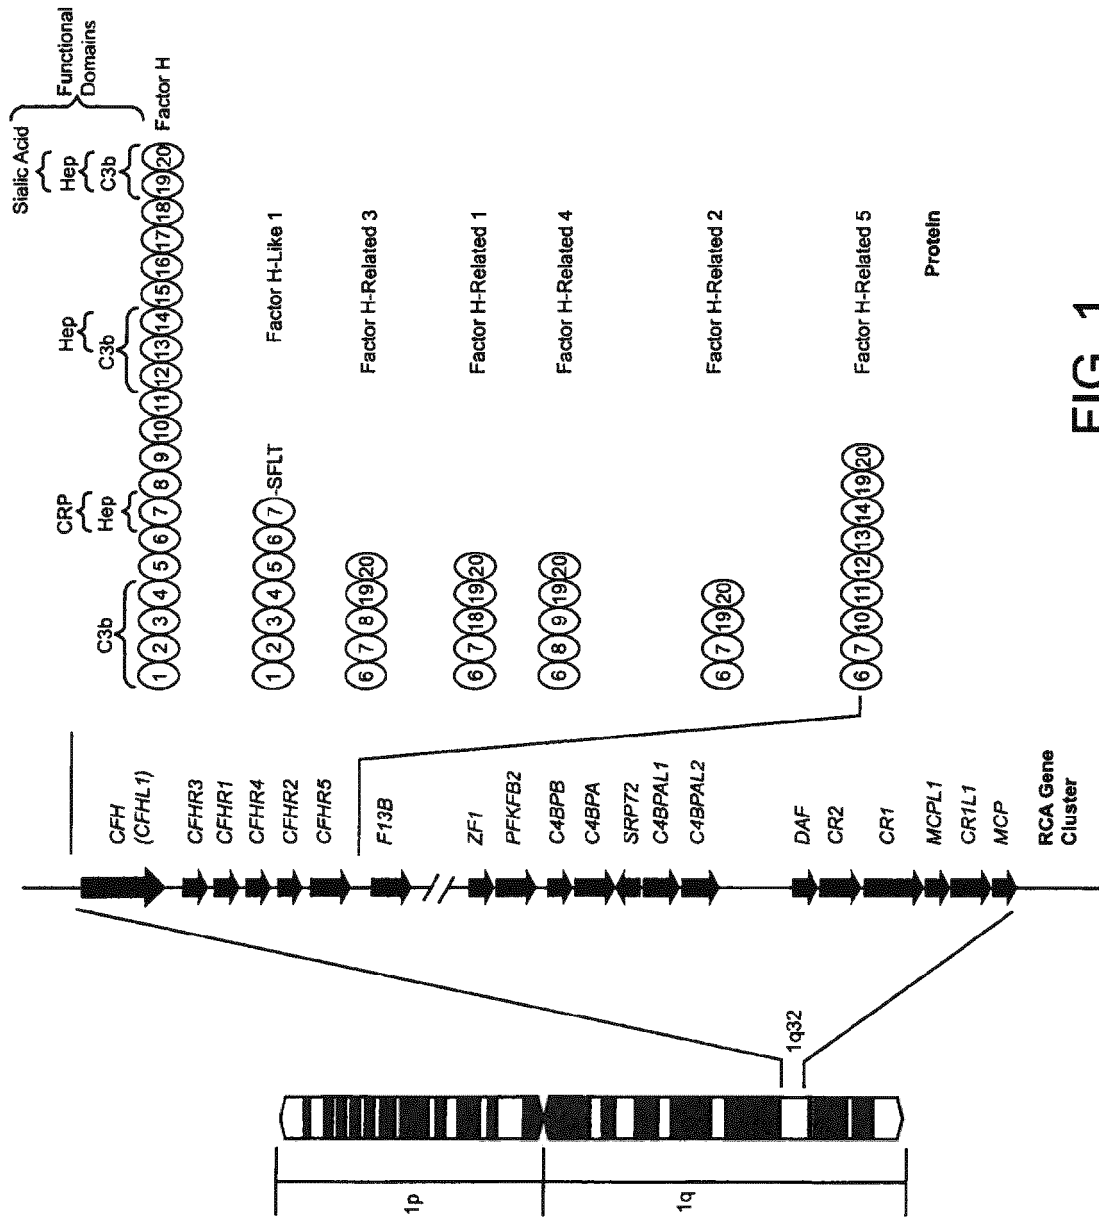 Sialic Acid
Hep
C3b
Functional
Domains
Hep
C3b
CRP
Hep
C3b
1 2 3 4 5 6 7 8 9 10 11 12 13 14 15 16 17 18 19 20 Factor H
1 2 3 4 5 6 7 -SFLT Factor H-Like 1
6 7 8 19 20 Factor H-Related 3
6 7 18 19 20 Factor H-Related 1
6 8 9 19 20 Factor H-Related 4
6 7 19 20 Factor H-Related 2
6 7 10 11 12 13 14 19 20 Factor H-Related 5
Protein
CFH
(CFHL1)
CFHR3
CFHR1
CFHR4
CFHR2
CFHR5
F13B
ZF1
PFKFB2
C4BPB
C4BPA
SRP72
C4BPAL1
C4BPAL2
DAF
CR2
CR1
MCPL1
CR1L1
MCP
RCA Gene
Cluster
1q32
1p
1q
FIG. 1